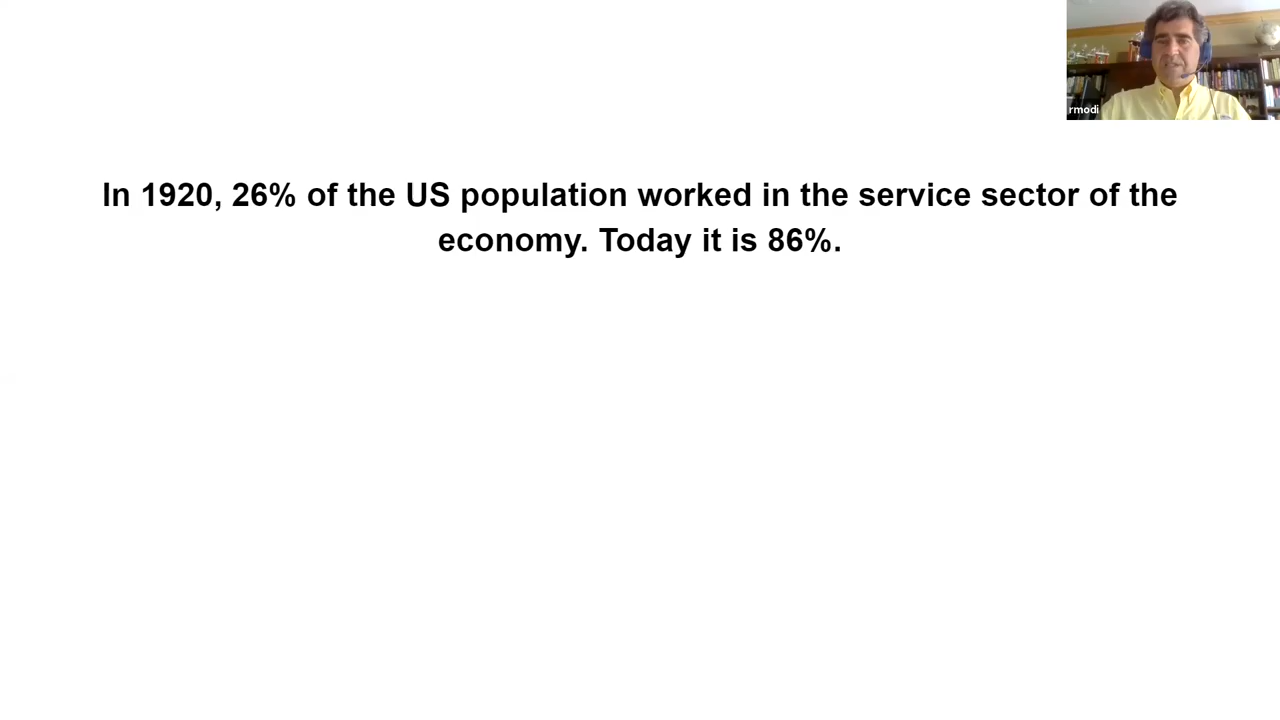 rmodi
In 1920, 26% of the US population worked in the service sector of the
economy. Today it is 86%.